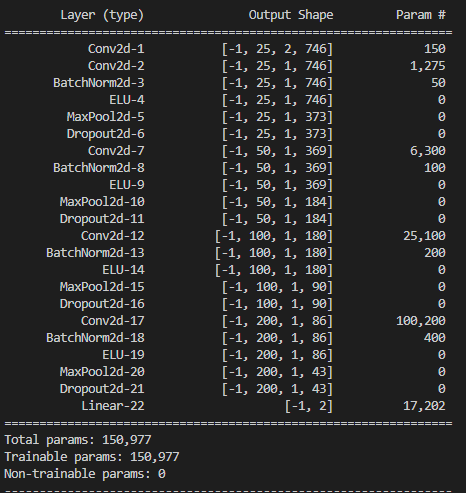 Layer (type) Output Shape Param #
================================================================
Conv2d-1 [-1, 25, 2, 746] 150
Conv2d-2 [-1, 25, 1, 746] 1,275
BatchNorm2d-3 [-1, 25, 1, 746] 50
ELU-4 [-1, 25, 1, 746] 0
MaxPool2d-5 [-1, 25, 1, 373] 0
Dropout2d-6 [-1, 25, 1, 373] 0
Conv2d-7 [-1, 50, 1, 369] 6,300
BatchNorm2d-8 [-1, 50, 1, 369] 100
ELU-9 [-1, 50, 1, 369] 0
MaxPool2d-10 [-1, 50, 1, 184] 0
Dropout2d-11 [-1, 50, 1, 184] 0
Conv2d-12 [-1, 100, 1, 180] 25,100
BatchNorm2d-13 [-1, 100, 1, 180] 200
ELU-14 [-1, 100, 1, 180] 0
MaxPool2d-15 [-1, 100, 1, 90] 0
Dropout2d-16 [-1, 100, 1, 90] 0
Conv2d-17 [-1, 200, 1, 86] 100,200
BatchNorm2d-18 [-1, 200, 1, 86] 400
ELU-19 [-1, 200, 1, 86] 0
MaxPool2d-20 [-1, 200, 1, 43] 0
Dropout2d-21 [-1, 200, 1, 43] 0
Linear-22 [-1, 2] 17,202
================================================================
Total params: 150,977
Trainable params: 150,977
Non-trainable params: 0
----------------------------------------------------------------